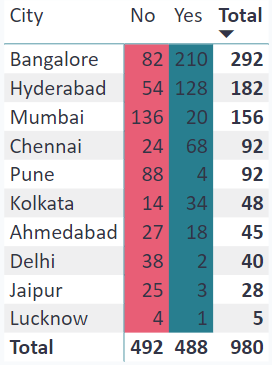 City No Yes Total
Bangalore 82 210 292
Hyderabad 54 128 182
Mumbai 136 20 156
Chennai 24 68 92
Pune 88 4 92
Kolkata 14 34 48
Ahmedabad 27 18 45
Delhi 38 2 40
Jaipur 25 3 28
Lucknow 4 1 5
Total 492 488 980